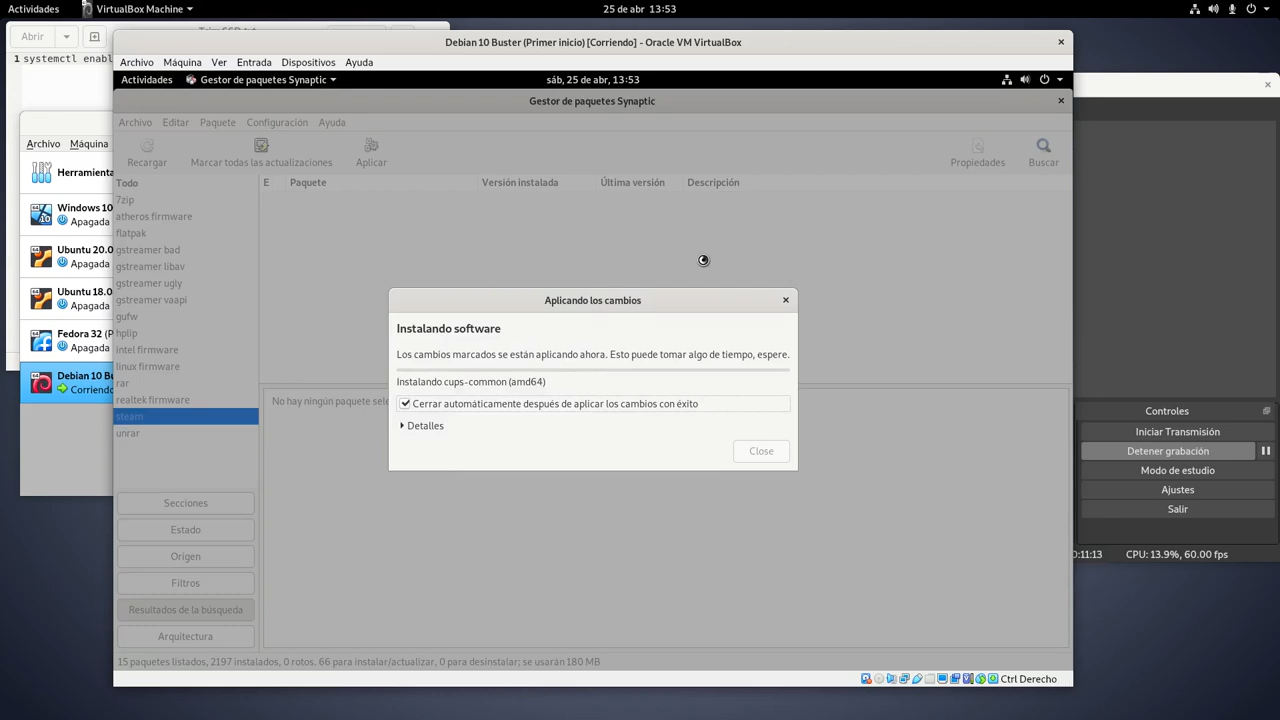 Actividades
VirtualBox Machine
25 de abr 13:53
Abrir
1 systemctl enabl
Debian 10 Buster (Primer inicio) [Corriendo] - Oracle VM VirtualBox
Archivo Máquina Ver Entrada Dispositivos Ayuda
Actividades
Gestor de paquetes Synaptic
sáb, 25 de abr, 13:53
Gestor de paquetes Synaptic
Archivo Editar Paquete Configuración Ayuda
Recargar
Marcar todas las actualizaciones
Aplicar
Propiedades
Buscar
E Paquete Versión instalada Última versión Descripción
Todo
7zip
atheros firmware
flatpak
gstreamer bad
gstreamer libav
gstreamer ugly
gstreamer vaapi
gufw
hplip
intel firmware
linux firmware
rar
realtek firmware
steam
unrar
Secciones
Estado
Origen
Filtros
Resultados de la búsqueda
Arquitectura
No hay ningún paquete sele
Aplicando los cambios
Instalando software
Los cambios marcados se están aplicando ahora. Esto puede tomar algo de tiempo, espere.
Instalando cups-common (amd64)
Cerrar automáticamente después de aplicar los cambios con éxito
Detalles
Close
15 paquetes listados, 2197 instalados, 0 rotos. 66 para instalar/actualizar, 0 para desinstalar; se usarán 180 MB
Ctrl Derecho
Archivo Máquina
Herramienta
Windows 10
Apagada
Ubuntu 20.0
Apagada
Ubuntu 18.0
Apagada
Fedora 32 (P
Apagada
Debian 10 Bu
Corriendo
Controles
Iniciar Transmisión
Detener grabación
Modo de estudio
Ajustes
Salir
0:11:13
CPU: 13.9%, 60.00 fps